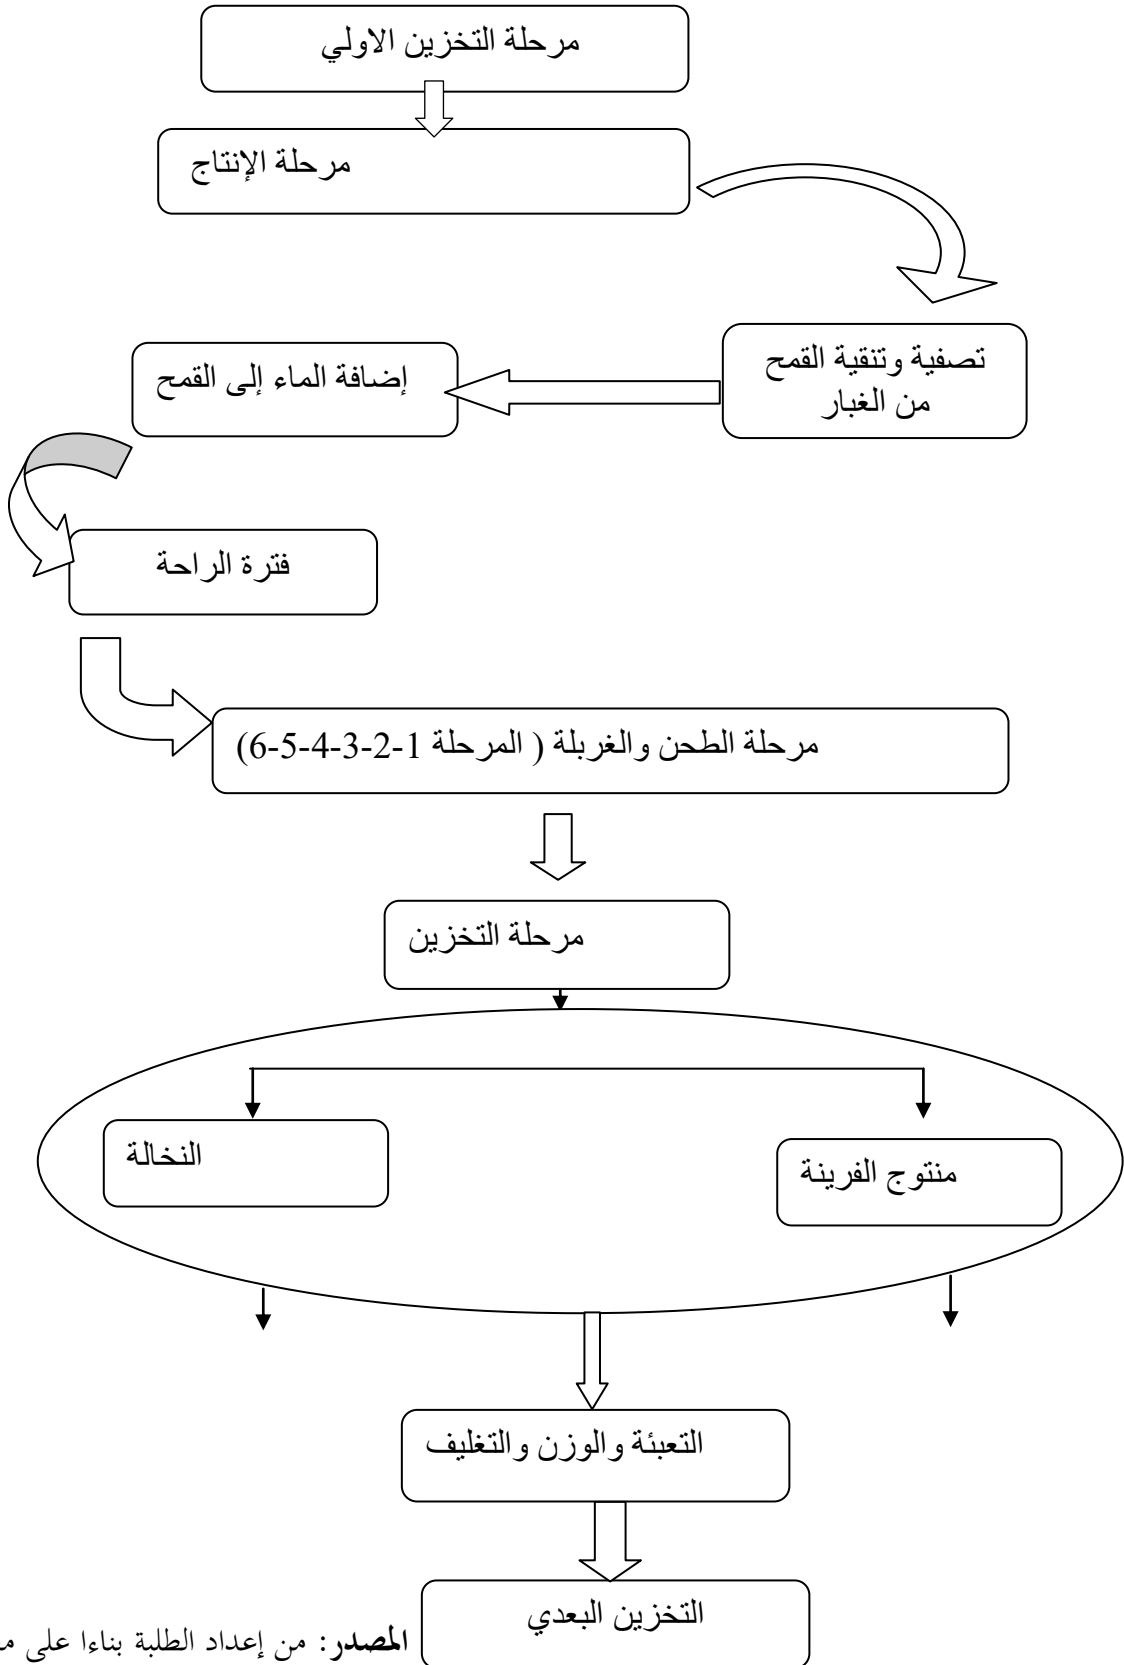 مرحلة التخزين الاولي
مرحلة الإنتاج
تصفية وتنقية القمح
من الغبار
إضافة الماء إلى القمح
فترة الراحة
مرحلة الطحن والغربلة ( المرحلة 1-2-3-4-5-6)
مرحلة التخزين
منتوج الفرينة
النخالة
التعبئة والوزن والتغليف
التخزين البعدي
المصدر: من إعداد الطلبة بناءا على